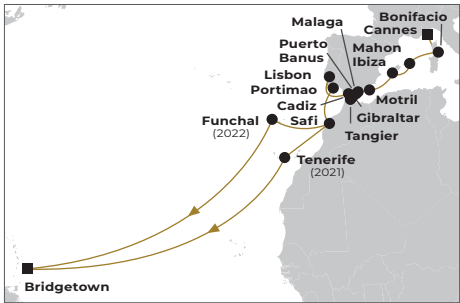 Malaga
Bonifacio
Cannes
Puerto
Banus
Mahon
Ibiza
Lisbon
Portimao
Cadiz
Safi
Motril
Gibraltar
Tangier
Funchal
(2022)
Tenerife
(2021)
Bridgetown